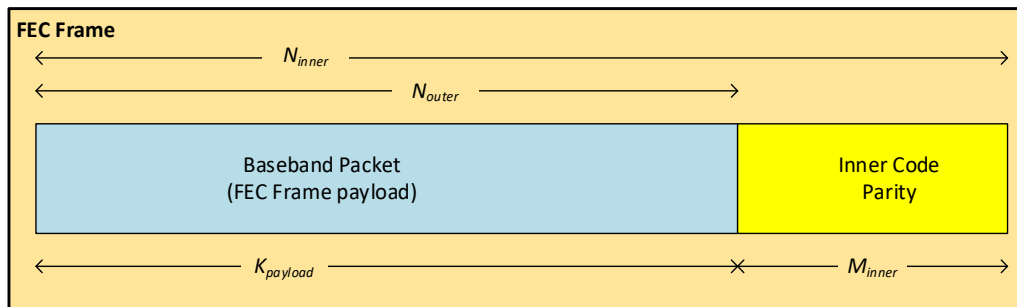 FEC Frame
Ninner
Nouter
Baseband Packet
(FEC Frame payload)
Inner Code
Parity
Kpayload
Minner